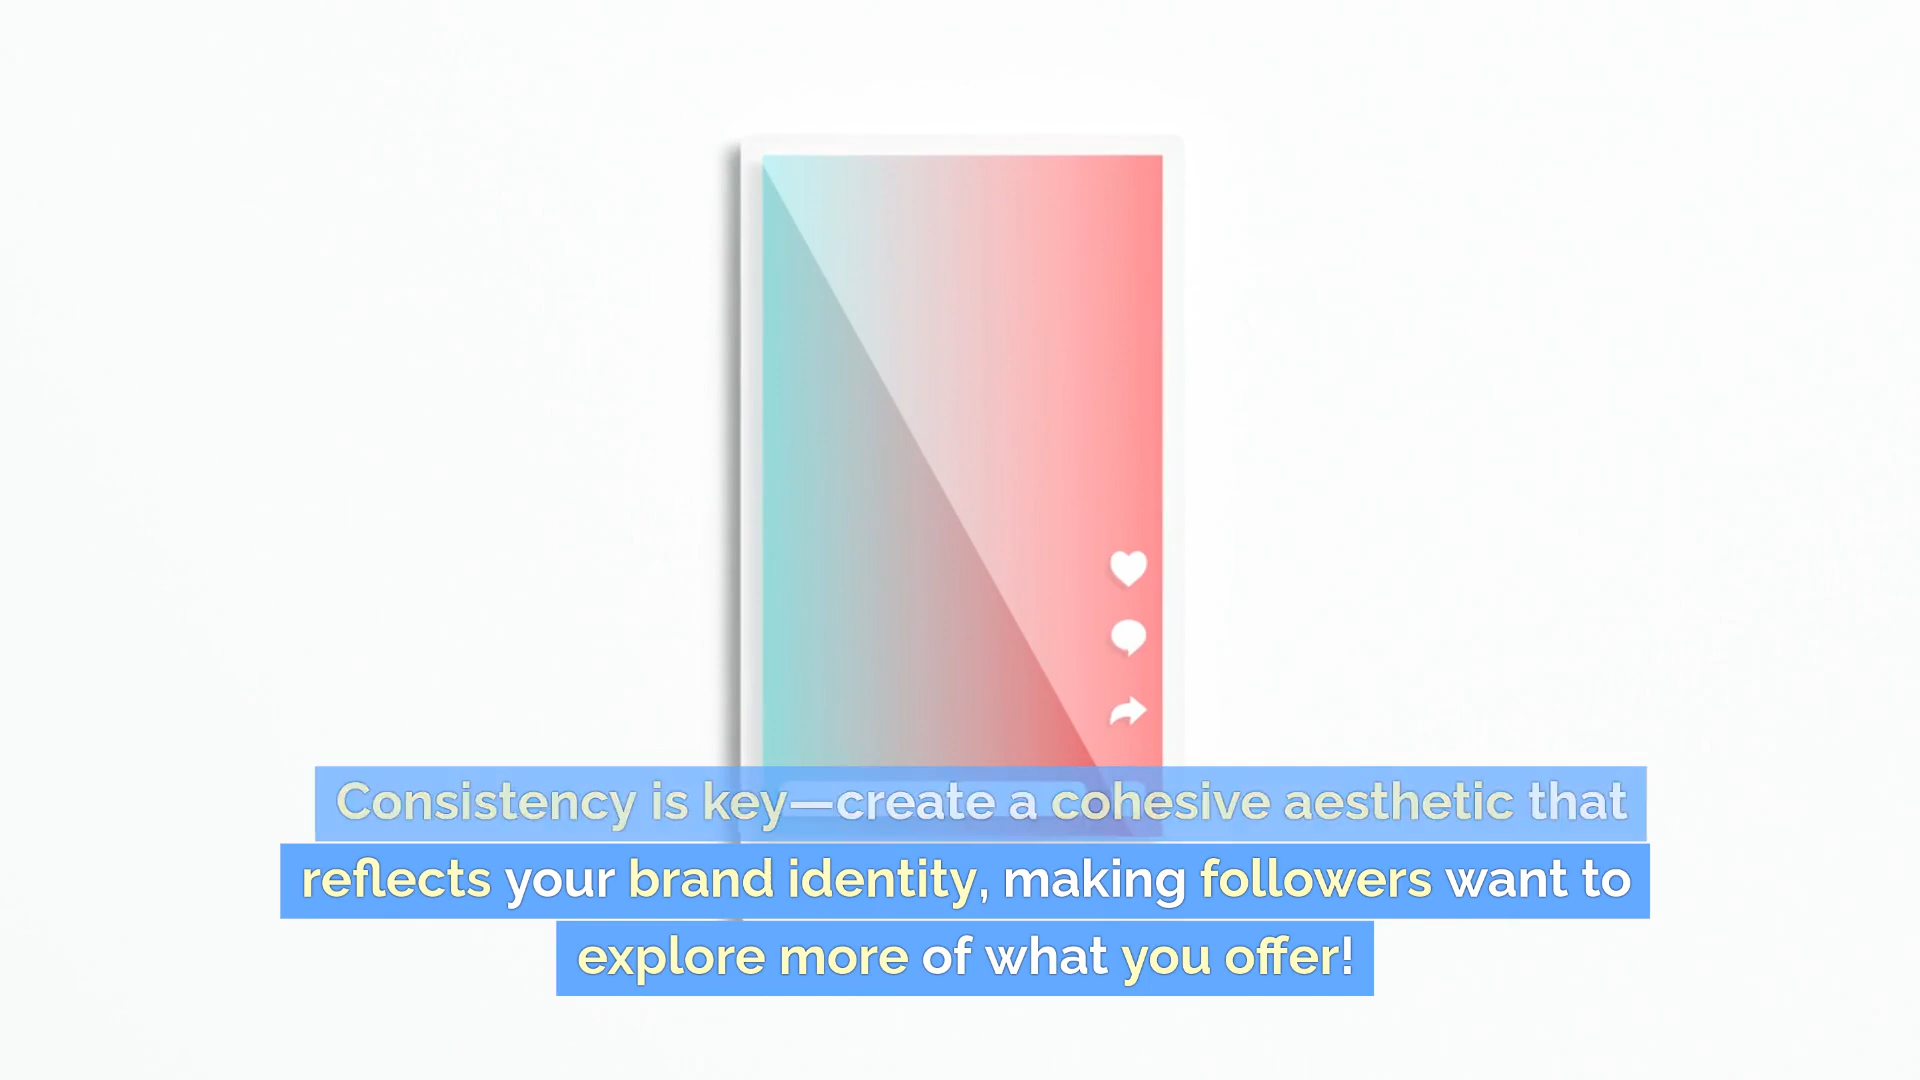 Consistency is key—create a cohesive aesthetic that
reflects your brand identity, making followers want to
explore more of what you offer!